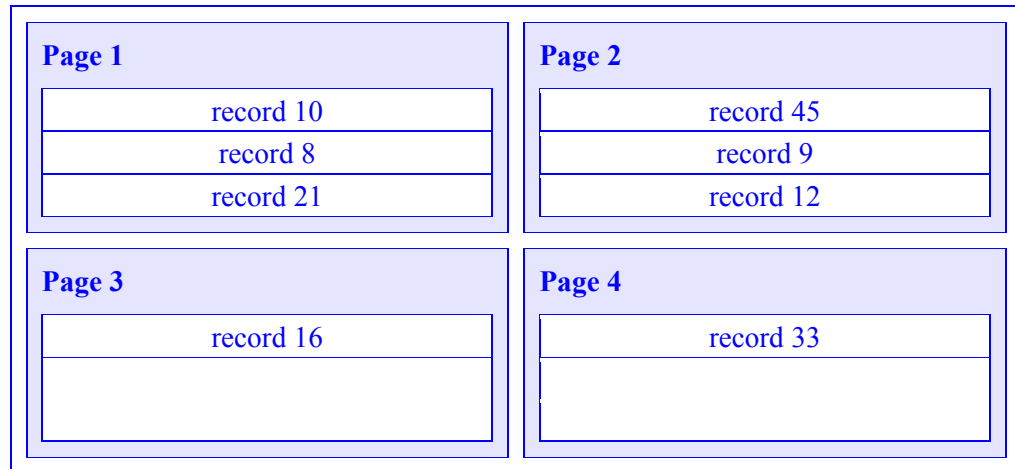 Page 1
record 10
record 8
record 21
Page 2
record 45
record 9
record 12
Page 3
record 16
Page 4
record 33